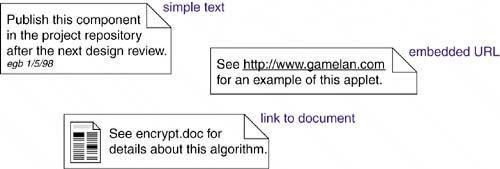 Publish this component
in the project repository
after the next design review.
egb 1/5/98
simple text
See http://www.gamelan.com
for an example of this applet.
embedded URL
See encrypt.doc for
details about this algorithm.
link to document